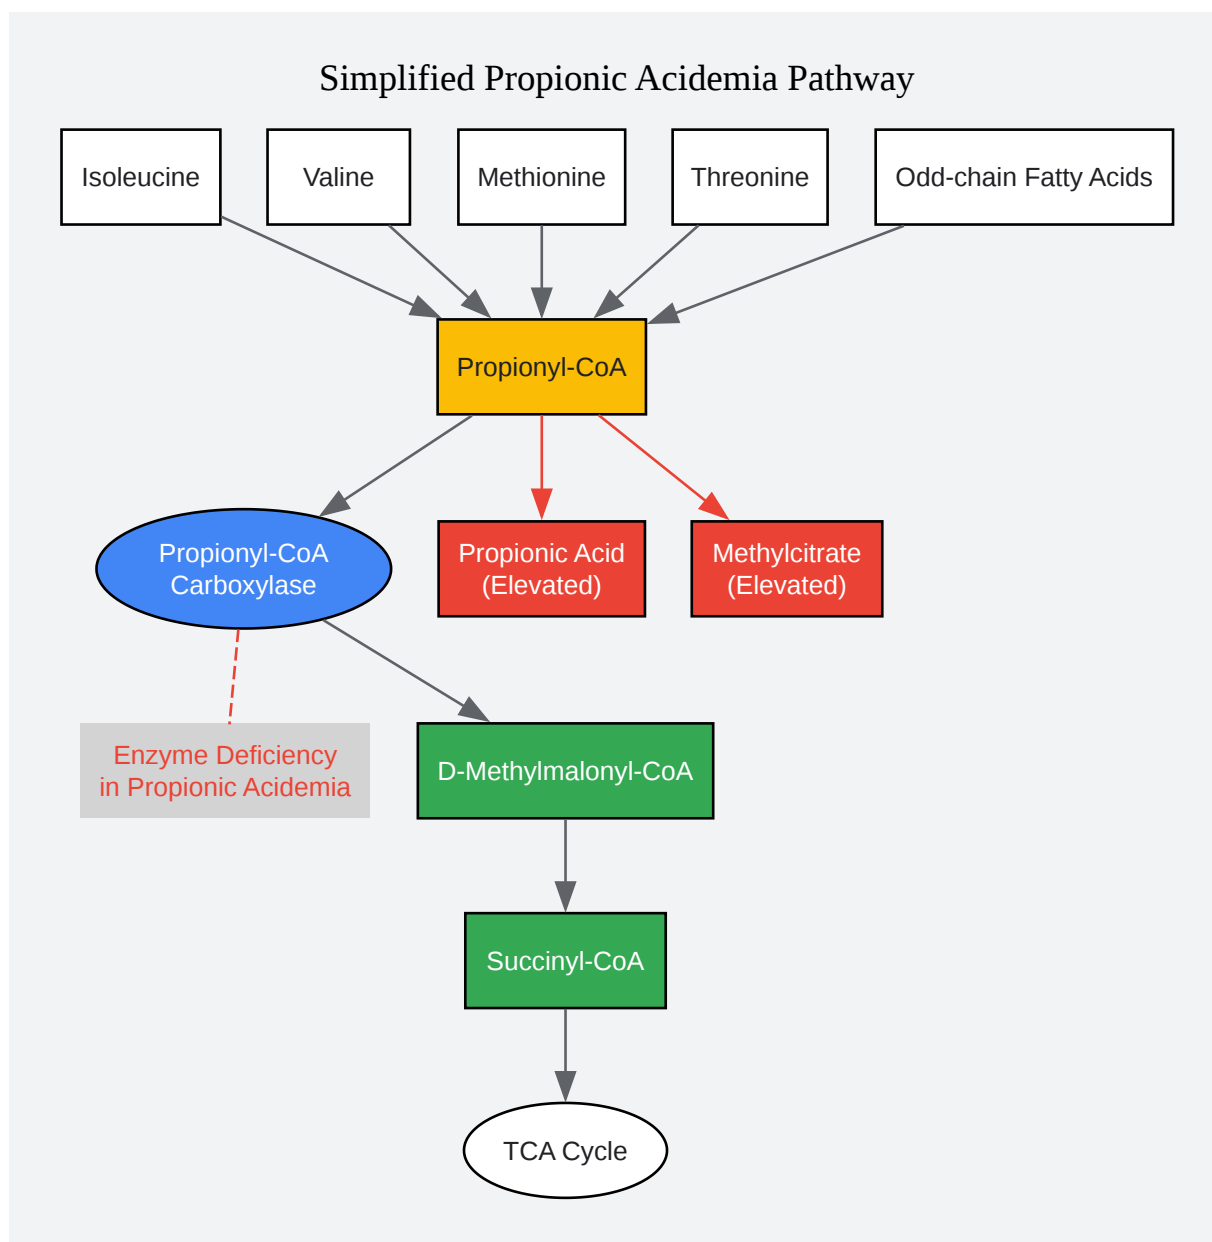 Simplified Propionic Acidemia Pathway
Isoleucine
Valine
Methionine
Threonine
Odd-chain Fatty Acids
Propionyl-CoA
Propionyl-CoA
Carboxylase
Propionic Acid
(Elevated)
Methylcitrate
(Elevated)
Enzyme Deficiency
in Propionic Acidemia
D-Methylmalonyl-CoA
Succinyl-CoA
TCA Cycle